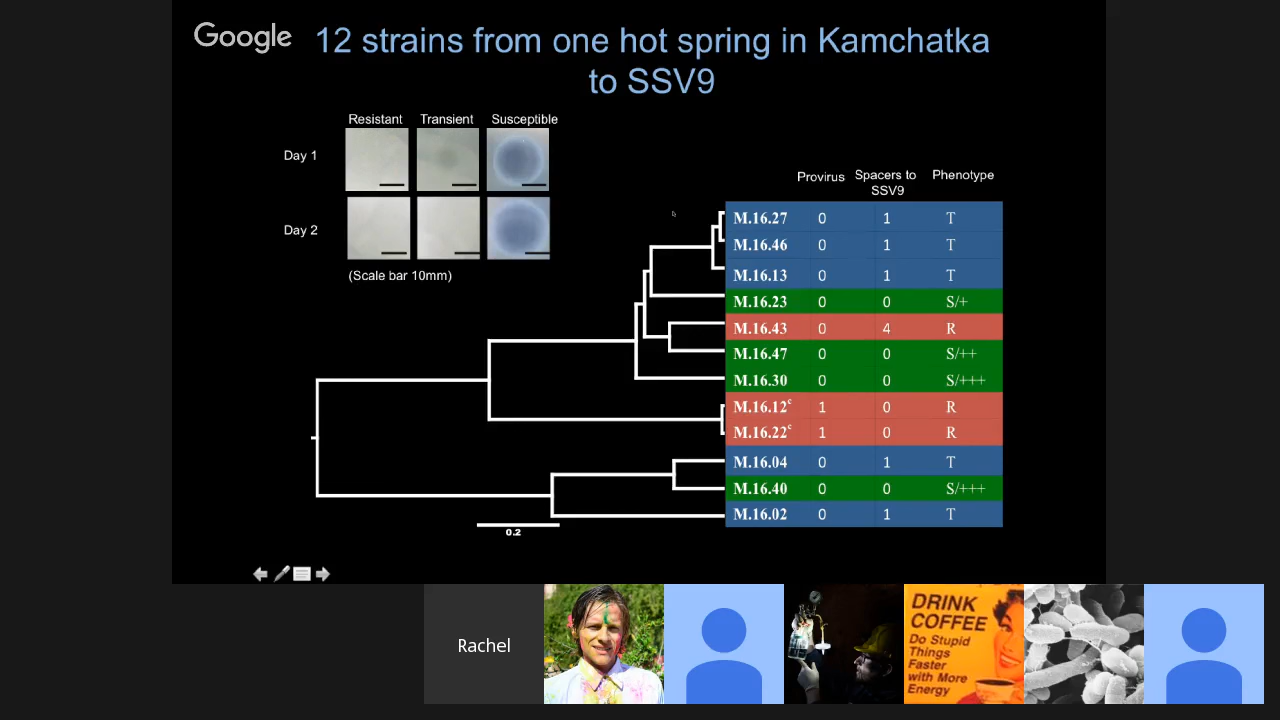 Google
12 strains from one hot spring in Kamchatka
to SSV9
Resistant Transient Susceptible
Day 1
Day 2
(Scale bar 10mm)
Provirus Spacers to SSV9 Phenotype
M.16.27 0 1 T
M.16.46 0 1 T
M.16.13 0 1 T
M.16.23 0 0 S/+
M.16.43 0 4 R
M.16.47 0 0 S/++
M.16.30 0 0 S/+++
M.16.12c 1 0 R
M.16.22c 1 0 R
M.16.04 0 1 T
M.16.40 0 0 S/+++
M.16.02 0 1 T
0.2
Rachel
DRINK
COFFEE
Do Stupid
Things
Faster
with More
Energy